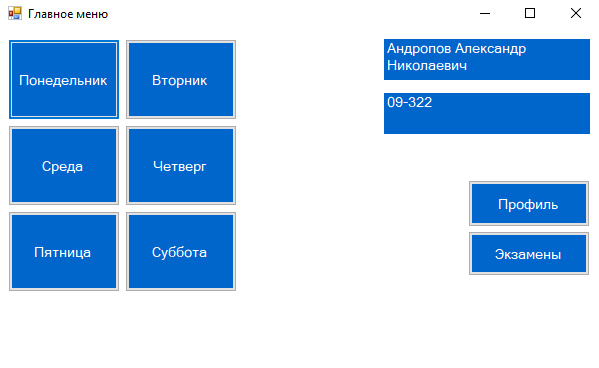 Главное меню
Понедельник
Вторник
Среда
Четверг
Пятница
Суббота
Андропов Александр
Николаевич
09-322
Профиль
Экзамены